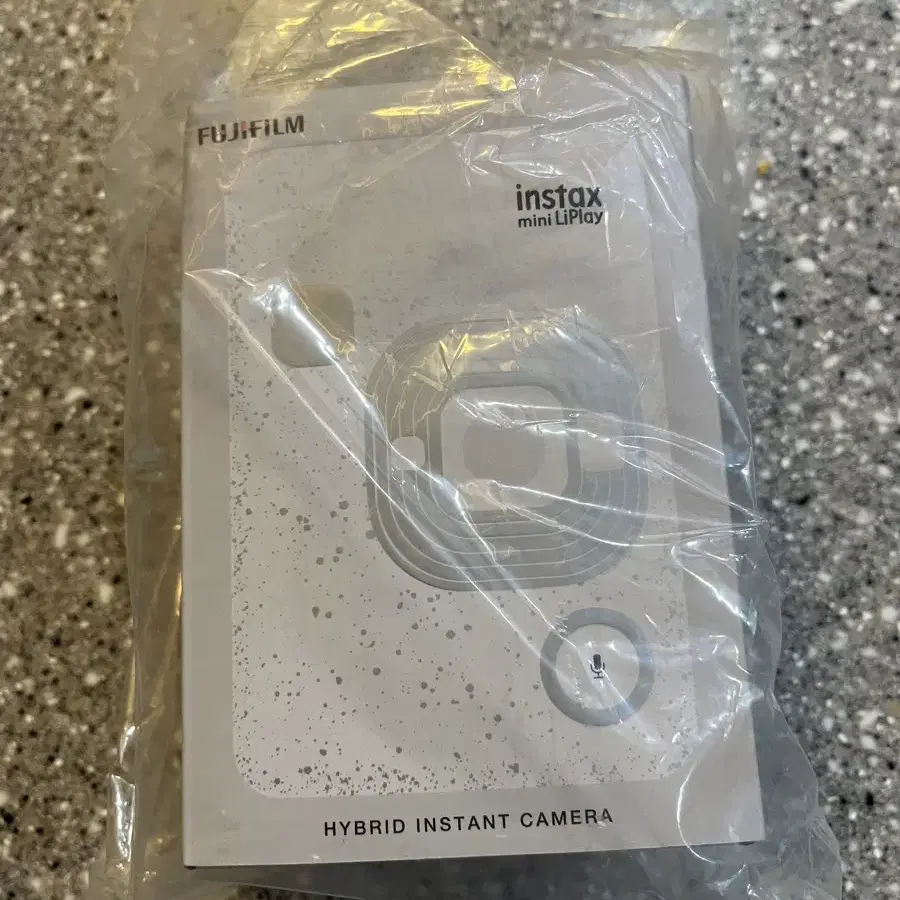 FUJIFILM
instax
mini LiPlay
HYBRID INSTANT CAMERA